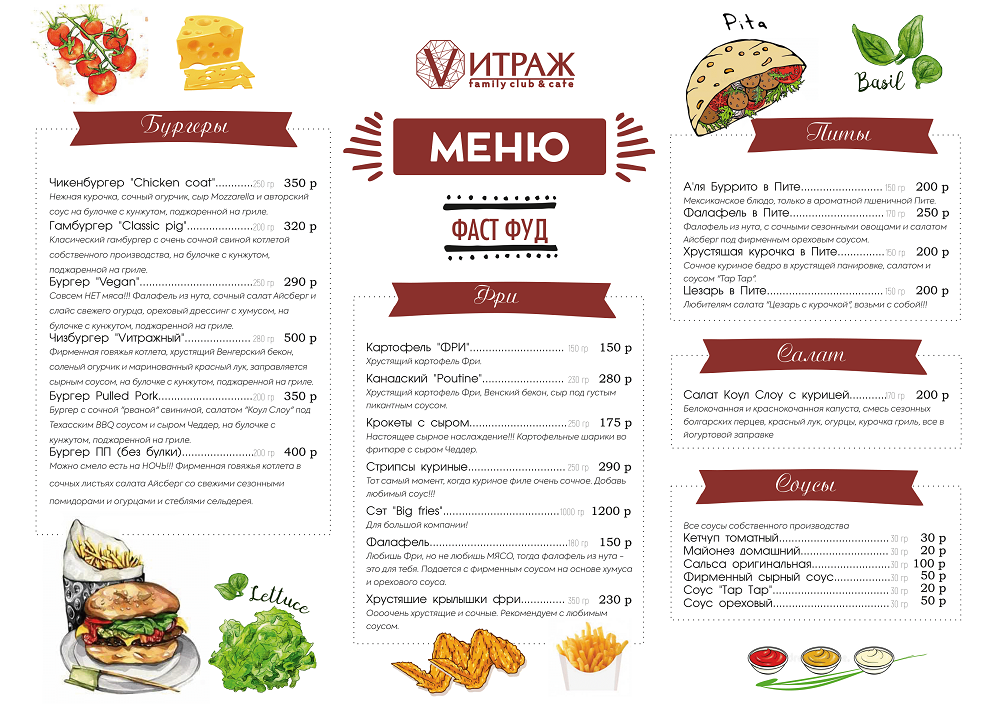 VИТРАЖ
family club & cafe
МЕНЮ
ФАСТ ФУД
Бургеры
Чикенбургер "Chicken coat"............250 гр 350 р
Нежная курочка, сочный огурчик, сыр Mozzarella и авторский
соус на булочке с кунжутом, поджаренной на гриле.
Гамбургер "Classic pig"................200 гр 320 р
Класический гамбургер с очень сочной свиной котлетой
собственного производства, на булочке с кунжутом,
поджаренной на гриле.
Бургер "Vegan"...........................250 гр 290 р
Совсем НЕТ мяса!!! Фалафель из нута, сочный салат Айсберг и
слайс свежего огурца, ореховый дрессинг с хумусом, на
булочке с кунжутом, поджаренной на гриле.
Чизбургер "Vитражный"................ 280 гр 500 р
Фирменная говяжья котлета, хрустящий Венгерский бекон,
соленый огурчик и маринованный красный лук, заправляется
сырным соусом, на булочке с кунжутом, поджаренной на гриле.
Бургер Pulled Pork.......................200 гр 350 р
Бургер с сочной "рваной" свининой, салатом "Коул Слоу" под
Техасским BBQ соусом и сыром Чеддер, на булочке с
кунжутом, поджаренной на гриле.
Бургер ПП (без булки)..................200 гр 400 р
Можно смело есть на НОЧЬ!!! Фирменная говяжья котлета в
сочных листьях салата Айсберг со свежими сезонными
помидорами и огурцами и стеблями сельдерея.
Lettuce
Фри
Картофель "ФРИ"........................ 150 гр 150 р
Хрустящий картофель Фри.
Канадский "Poutine"..................... 230 гр 280 р
Хрустящий картофель Фри, Венский бекон, сыр под густым
пикантным соусом.
Крокеты с сыром........................250 гр 175 р
Настоящее сырное наслаждение!!! Картофельные шарики во
фритюре с сыром Чеддер.
Стрипсы куриные........................ 250 гр 290 р
Тот самый момент, когда куриное филе очень сочное. Добавь
любимый соус!!!
Сэт "Big fries".............................1000 гр 1200 р
Для большой компании!
Фалафель..................................180 гр 150 р
Любишь Фри, но не любишь МЯСО, тогда фалафель из нута -
это для тебя. Подается с фирменным соусом на основе хумуса
и орехового соуса.
Хрустяшие крылышки фри............. 350 гр 230 р
Оооочень хрустящие и сочные. Рекомендуем с любимым
соусом.
Pita
Basil
Питы
А'ля Буррито в Пите..................... 150 гр 200 р
Мексиканское блюдо, только в ароматной пшеничной Пите.
Фалафель в Пите........................ 170 гр 250 р
Фалафель из нута, с сочными сезонными овощами и салатом
Айсберг под фирменным ореховым соусом.
Хрустящая курочка в Пите.............150 гр 200 р
Сочное куриное бедро в хрустящей панировке, салатом и
соусом "Тар Тар".
Цезарь в Пите............................150 гр 200 р
Любителям салата "Цезарь с курочкой", возьми с собой!!!
Салат
Салат Коул Слоу с курицей.........170 гр 200 р
Белокочанная и краснокочанная капуста, смесь сезонных
болгарских перцев, красный лук, огурцы, курочка гриль, все в
йогуртовой заправке
Соусы
Все соусы собственного производства
Кетчуп томатный...........................30 гр 30 р
Майонез домашний.......................30 гр 20 р
Сальса оригинальная....................30 гр 100 р
Фирменный сырный соус...............30 гр 50 р
Соус "Тар Тар".............................30 гр 20 р
Соус ореховый.............................30 гр 50 р